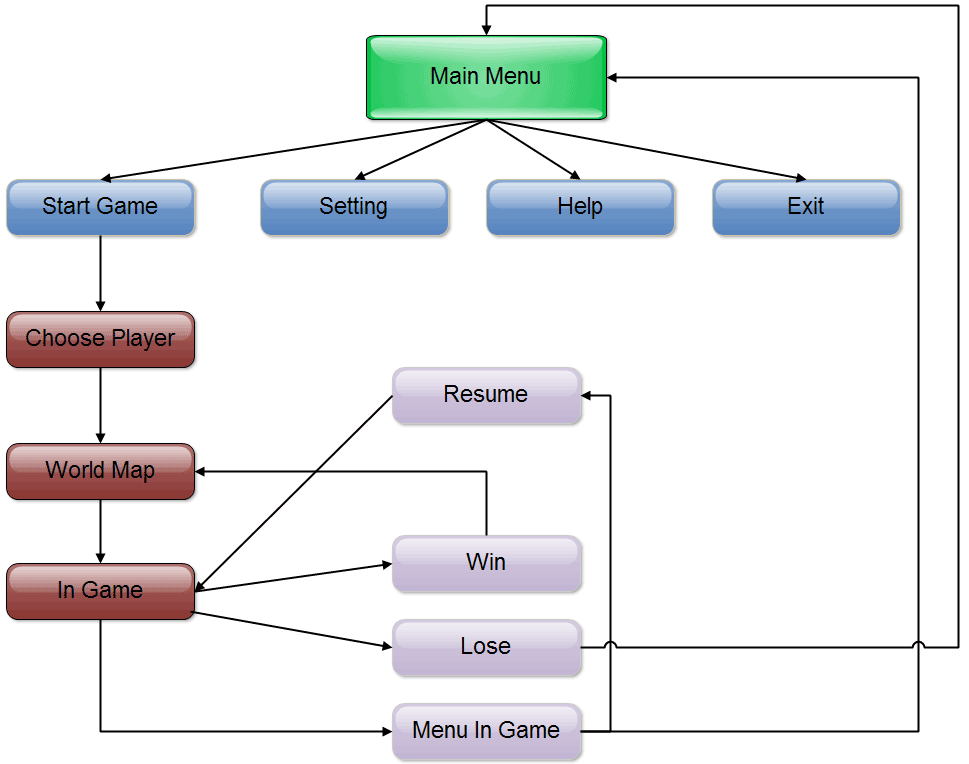 Main Menu
Start Game
Setting
Help
Exit
Choose Player
Resume
World Map
Win
In Game
Lose
Menu In Game